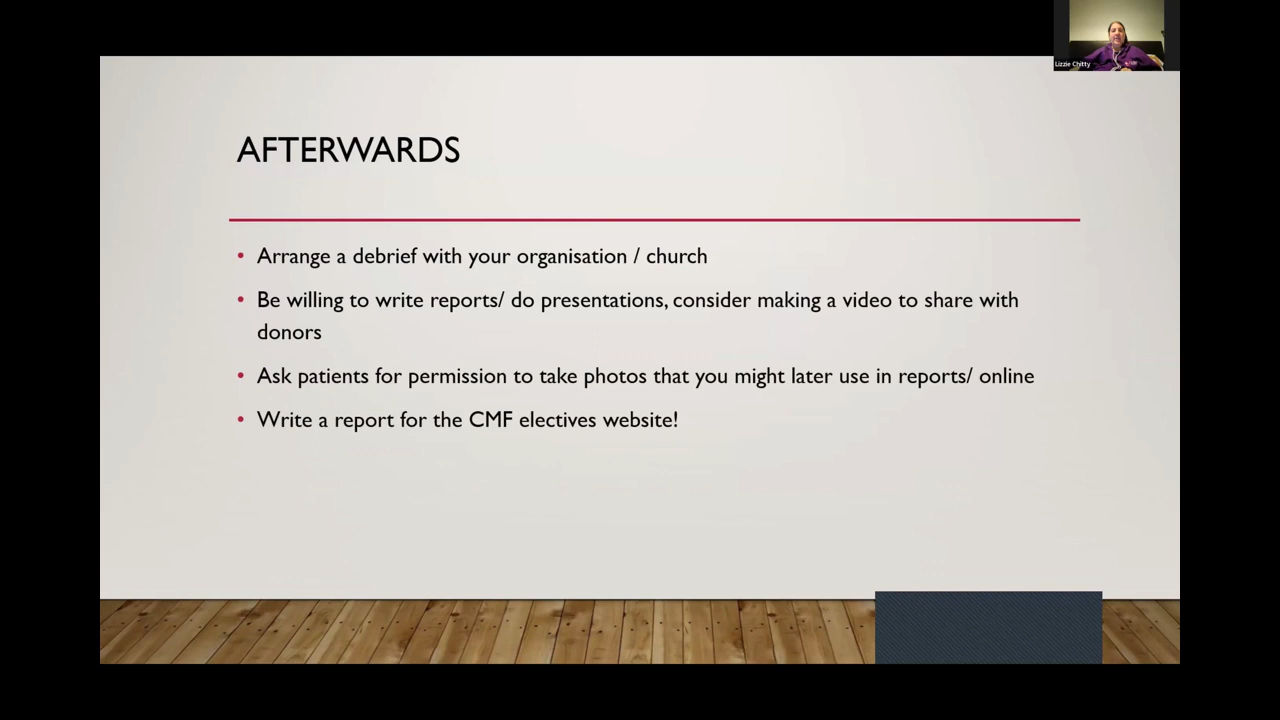 Lizzie Chitty
AFTERWARDS
• Arrange a debrief with your organisation / church
• Be willing to write reports/ do presentations, consider making a video to share with
donors
• Ask patients for permission to take photos that you might later use in reports/ online
• Write a report for the CMF electives website!